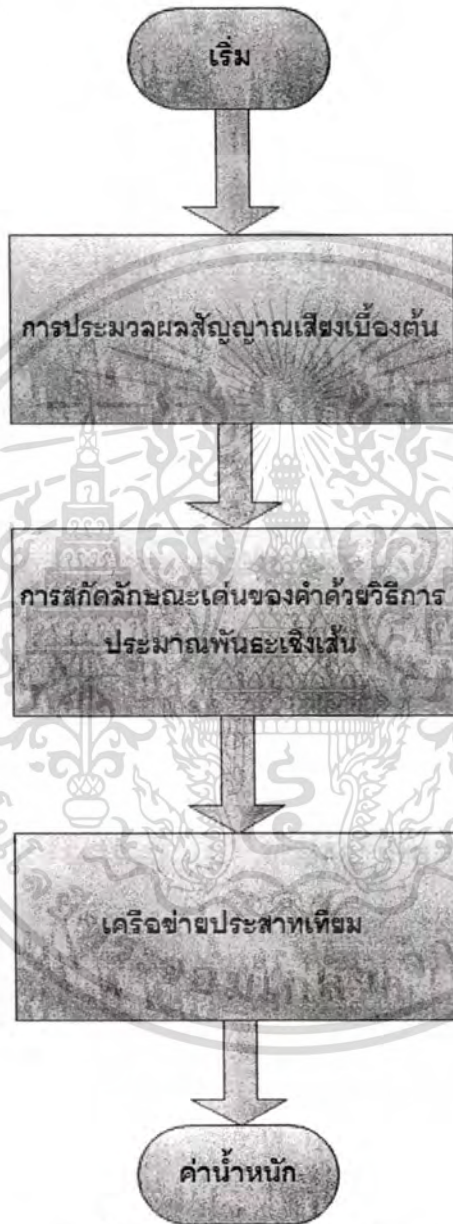 เริ่ม
การประมวลผลสัญญาณเสียงเบื้องต้น
การสกัดลักษณะเด่นของคำด้วยวิธีการ
ประมาณพันธะเชิงเส้น
เครือข่ายประสาทเทียม
ค่าน้ำหนัก